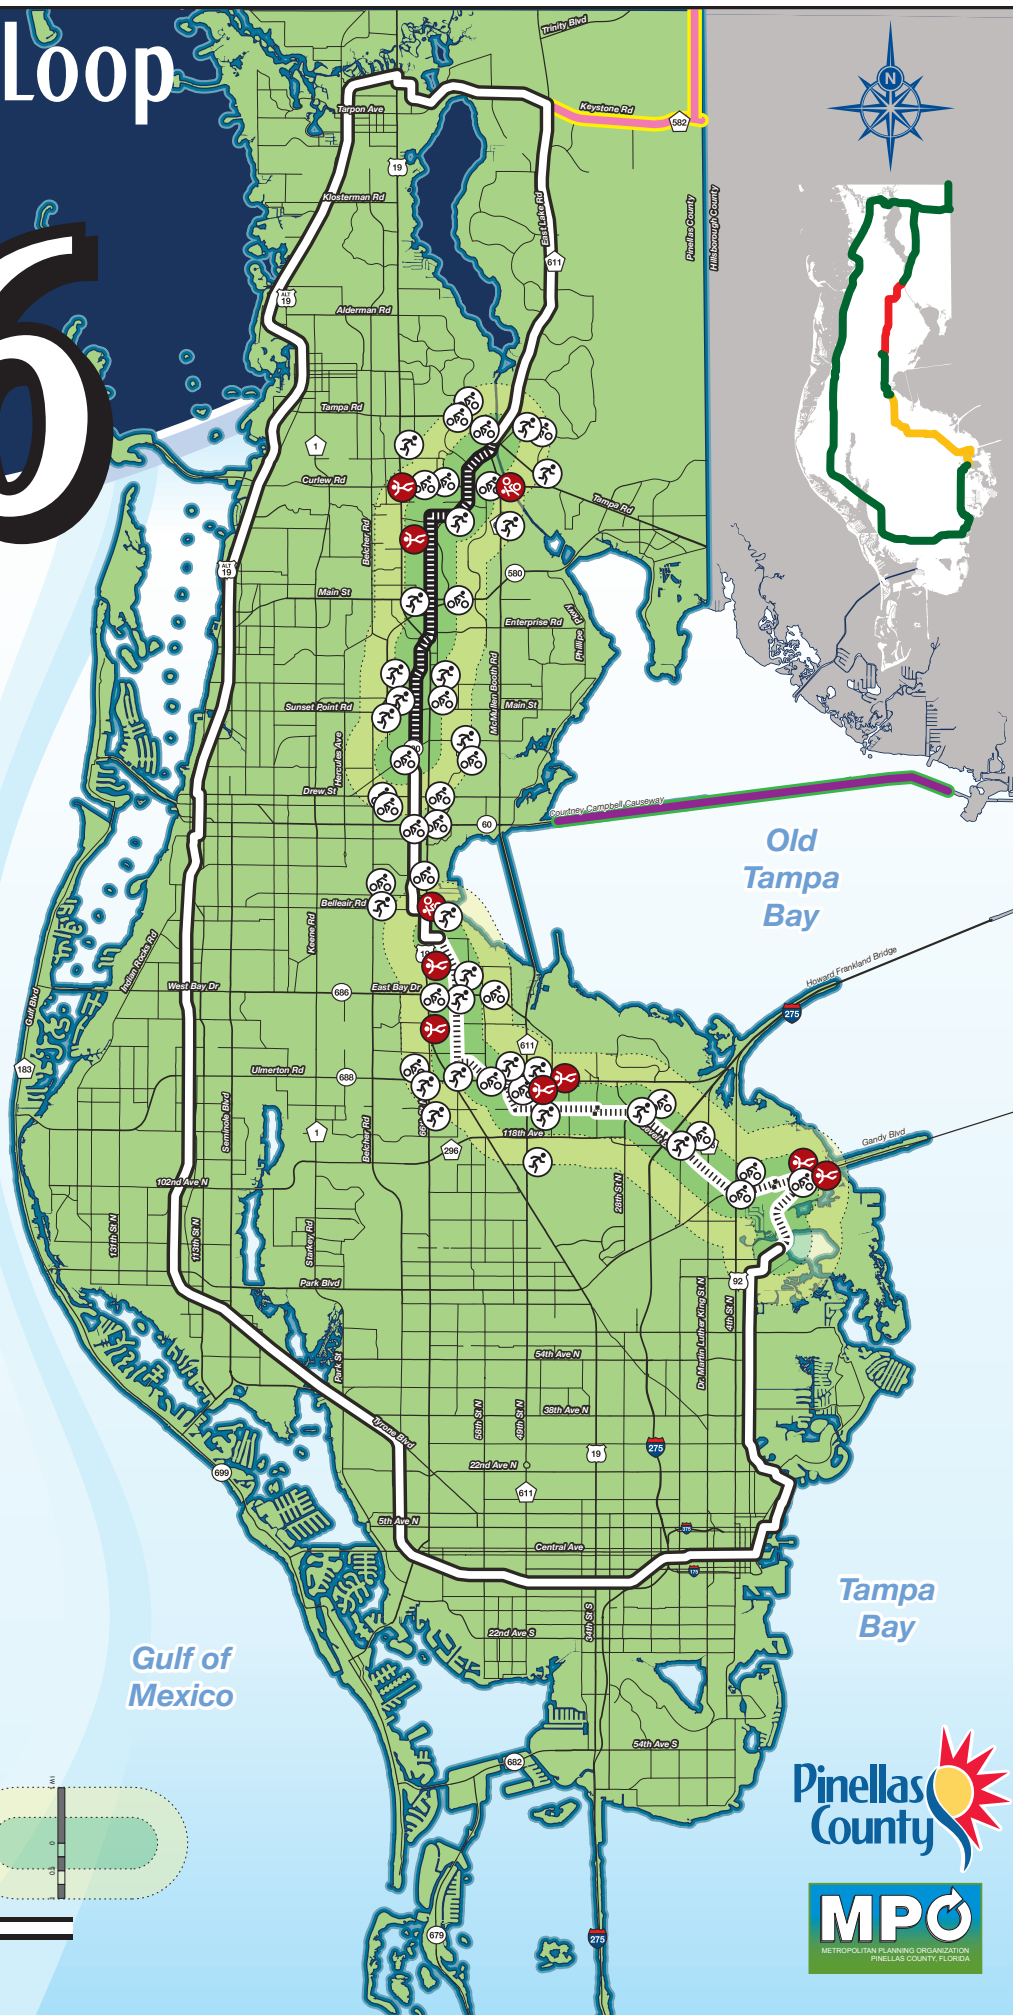 Loop
6
Trinity Blvd
Keystone Rd
582
N
Tarpon Ave
19
Klosterman Rd
East Lake Rd
Pinellas County
Hillsborough County
611
ALT
19
Alderman Rd
Tampa Rd
1
Curlew Rd
Tampa Rd
Belcher Rd
ALT
19
580
Main St
Enterprise Rd
Phillipe
Pkwy
McMullen Booth Rd
Sunset Point Rd
Main St
Hercules Ave
Drew St
60
Courtney Campbell Causeway
Old
Tampa
Bay
Belleair Rd
Keene Rd
Indian Rocks Rd
Howard Frankland Bridge
275
West Bay Dr
686
East Bay Dr
Gulf Blvd
183
611
Ulmerton Rd
688
Seminole Blvd
1
Belcher Rd
118th Ave
296
Gandy Blvd
102nd Ave N
28th St N
131th St N
113th St N
Starkey Rd
Park Blvd
92
Dr. Martin Luther King St N
4th St N
54th Ave N
Park St
38th Ave N
58th St N
49th St N
Tyrone Blvd
19
275
22nd Ave N
699
611
5th Ave N
375
Central Ave
175
Tampa
Bay
34th St S
22nd Ave S
Gulf of
Mexico
54th Ave S
682
Pinellas
County
MPO
METROPOLITAN PLANNING ORGANIZATION
PINELLAS COUNTY, FLORIDA
679
275